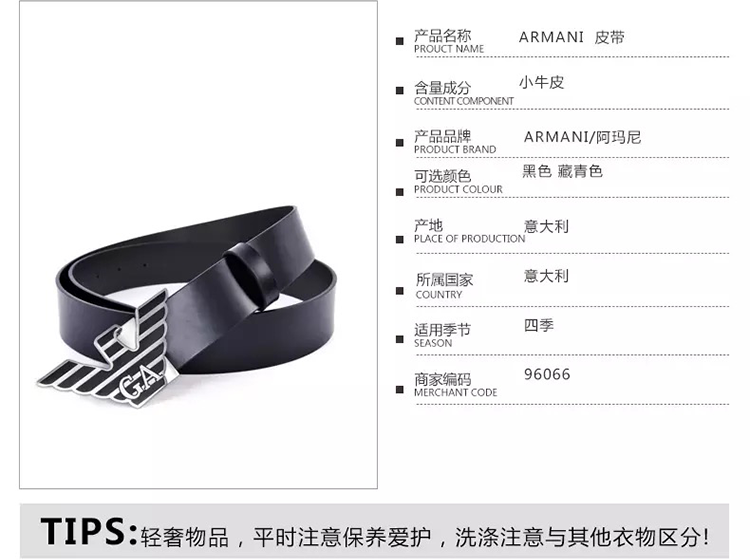 产品名称 ARMANI 皮带
PROUCT NAME
含量成分 小牛皮
CONTENT COMPONENT
产品品牌 ARMANI/阿玛尼
PRODUCT BRAND
可选颜色 黑色 藏青色
PRODUCT COLOUR
产地 意大利
PLACE OF PRODUCTION
所属国家 意大利
COUNTRY
适用季节 四季
SEASON
商家编码 96066
MERCHANT CODE
GA
TIPS:轻奢物品，平时注意保养爱护，洗涤注意与其他衣物区分!